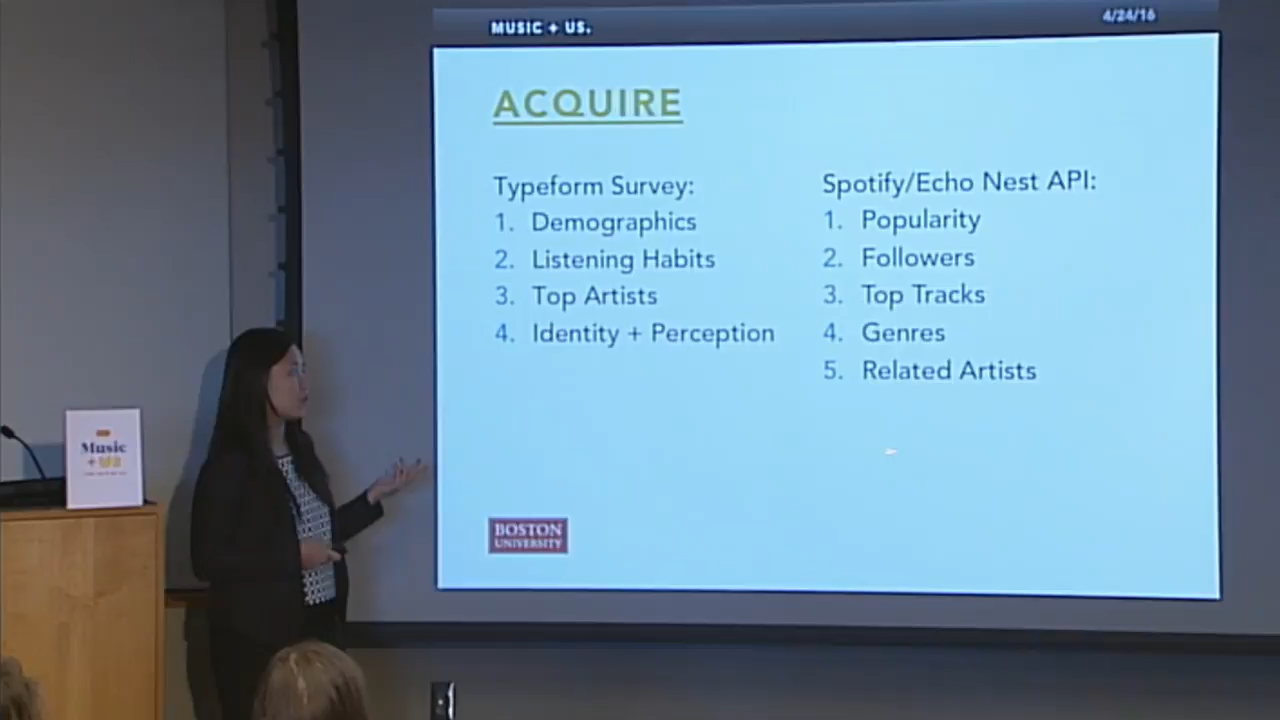 MUSIC + US.
4/24/16
ACQUIRE
Typeform Survey:
1. Demographics
2. Listening Habits
3. Top Artists
4. Identity + Perception
Spotify/Echo Nest API:
1. Popularity
2. Followers
3. Top Tracks
4. Genres
5. Related Artists
BOSTON
UNIVERSITY
Music
+ US